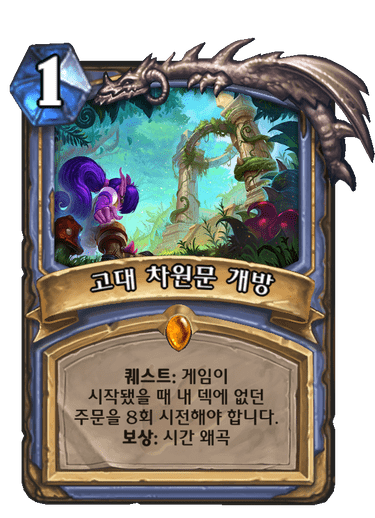 1
고대 차원문 개방
퀘스트: 게임이
시작됐을 때 내 덱에 없던
주문을 8회 시전해야 합니다.
보상: 시간 왜곡